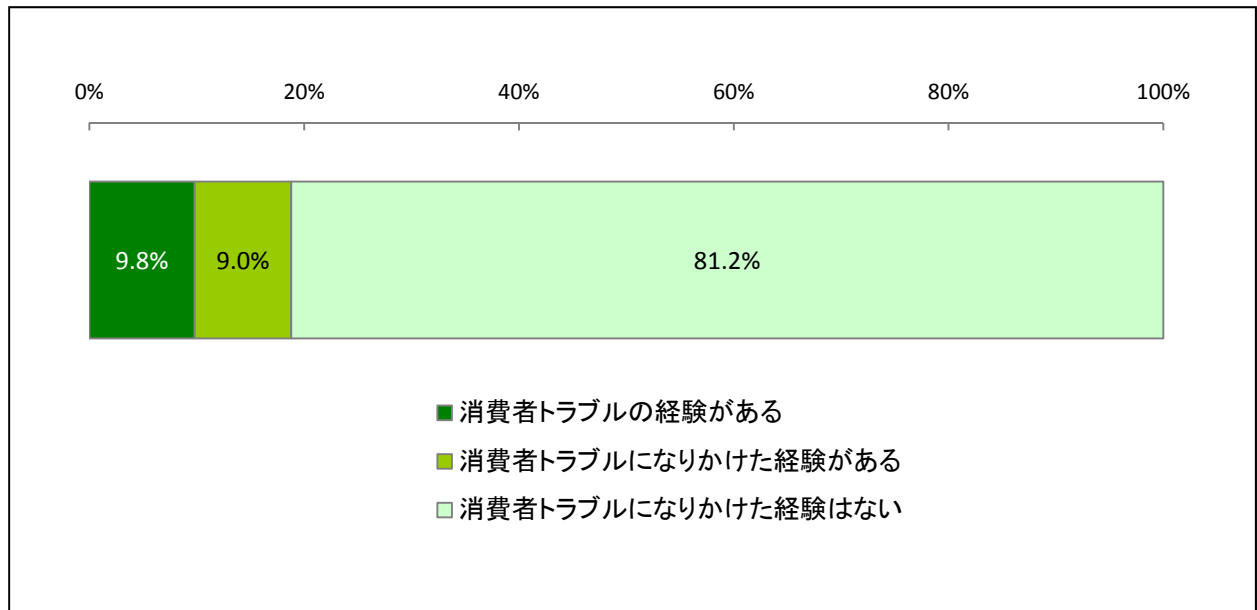 0% 20% 40% 60% 80% 100%
9.8% 9.0% 81.2%
消費者トラブルの経験がある
消費者トラブルになりかけた経験がある
消費者トラブルになりかけた経験はない